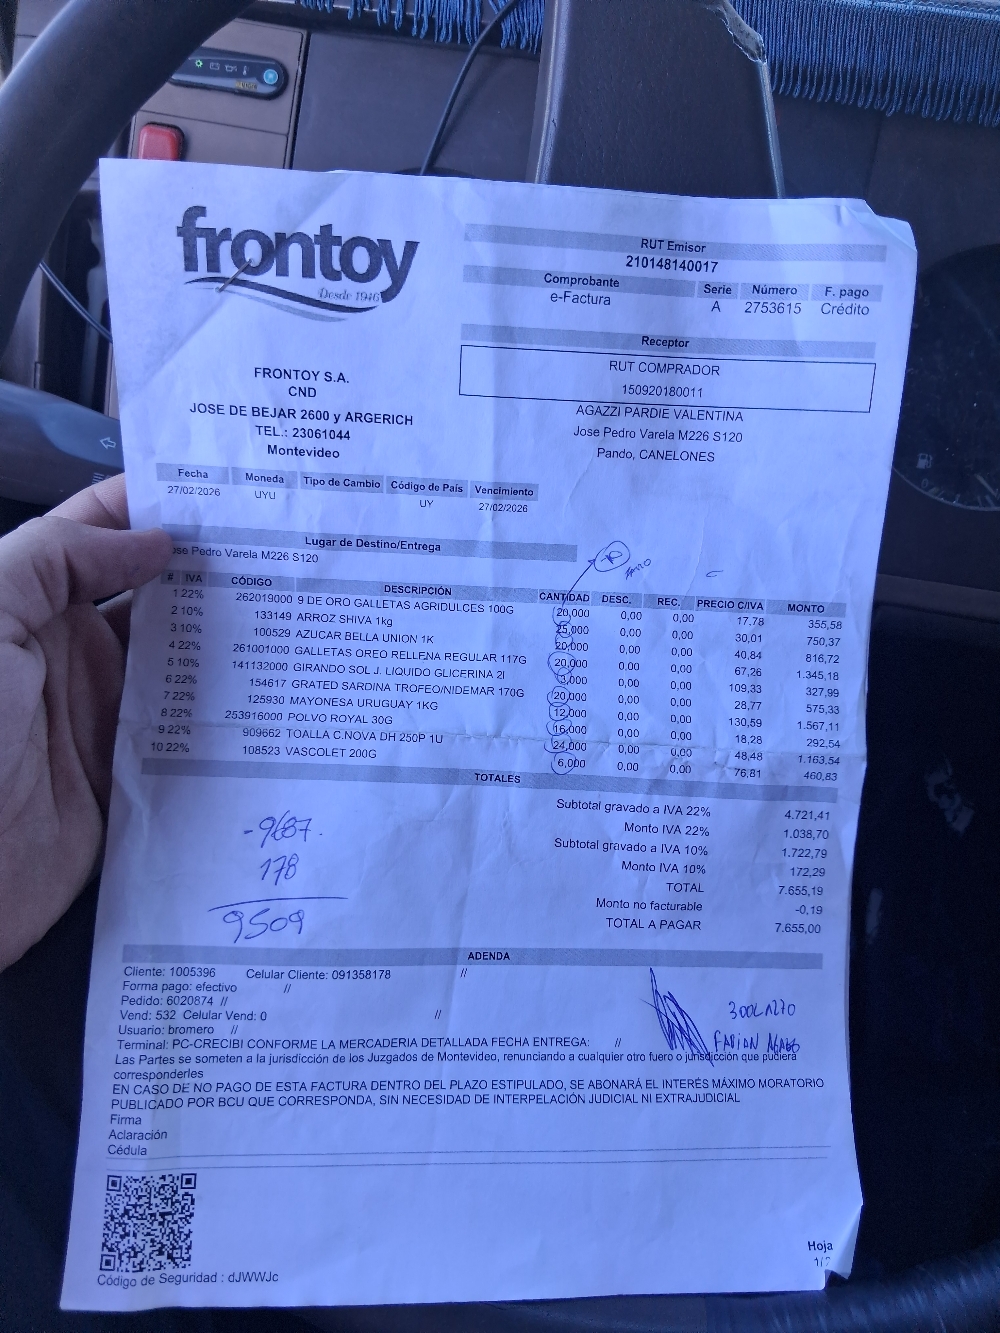 frontoy
Desde 1946
RUT Emisor
210148140017
Comprobante Serie Número F. pago
e-Factura A 2753615 Crédito
Receptor
RUT COMPRADOR
150920180011
AGAZZI PARDIE VALENTINA
Jose Pedro Varela M226 S120
Pando, CANELONES
FRONTOY S.A.
CND
JOSE DE BEJAR 2600 y ARGERICH
TEL.: 23061044
Montevideo
Fecha Moneda Tipo de Cambio Código de País Vencimiento
27/02/2026 UYU UY 27/02/2026
Lugar de Destino/Entrega
Jose Pedro Varela M226 S120
# IVA CÓDIGO DESCRIPCIÓN CANTIDAD DESC. REC. PRECIO C/IVA MONTO
1 22% 262019000 9 DE ORO GALLETAS AGRIDULCES 100G 20,000 0,00 0,00 17,78 355,58
2 10% 133149 ARROZ SHIVA 1kg 25,000 0,00 0,00 30,01 750,37
3 10% 100529 AZUCAR BELLA UNION 1K 20,000 0,00 0,00 40,84 816,72
4 22% 261001000 GALLETAS OREO RELLENA REGULAR 117G 20,000 0,00 0,00 67,26 1.345,18
5 10% 141132000 GIRANDO SOL J. LIQUIDO GLICERINA 2l 3,000 0,00 0,00 109,33 327,99
6 22% 154617 GRATED SARDINA TROFEO/NIDEMAR 170G 20,000 0,00 0,00 28,77 575,33
7 22% 125930 MAYONESA URUGUAY 1KG 12,000 0,00 0,00 130,59 1.567,11
8 22% 253916000 POLVO ROYAL 30G 16,000 0,00 0,00 18,28 292,54
9 22% 909662 TOALLA C.NOVA DH 250P 1U 24,000 0,00 0,00 48,48 1.163,54
10 22% 108523 VASCOLET 200G 6,000 0,00 0,00 76,81 460,83
TOTALES
Subtotal gravado a IVA 22% 4.721,41
Monto IVA 22% 1.038,70
Subtotal gravado a IVA 10% 1.722,79
Monto IVA 10% 172,29
TOTAL 7.655,19
Monto no facturable -0,19
TOTAL A PAGAR 7.655,00
-9687.
178
9509
ADENDA
Cliente: 1005396 Celular Cliente: 091358178 //
Forma pago: efectivo //
Pedido: 6020874 //
Vend: 532 Celular Vend: 0 //
Usuario: bromero //
Terminal: PC-CRECIBI CONFORME LA MERCADERIA DETALLADA FECHA ENTREGA: //
FABIAN
Las Partes se someten a la jurisdicción de los Juzgados de Montevideo, renunciando a cualquier otro fuero o jurisdicción que pudiera
corresponderles
EN CASO DE NO PAGO DE ESTA FACTURA DENTRO DEL PLAZO ESTIPULADO, SE ABONARÁ EL INTERÉS MÁXIMO MORATORIO
PUBLICADO POR BCU QUE CORRESPONDA, SIN NECESIDAD DE INTERPELACIÓN JUDICIAL NI EXTRAJUDICIAL
Firma
Aclaración
Cédula
Código de Seguridad : dJWWJc
Hoja